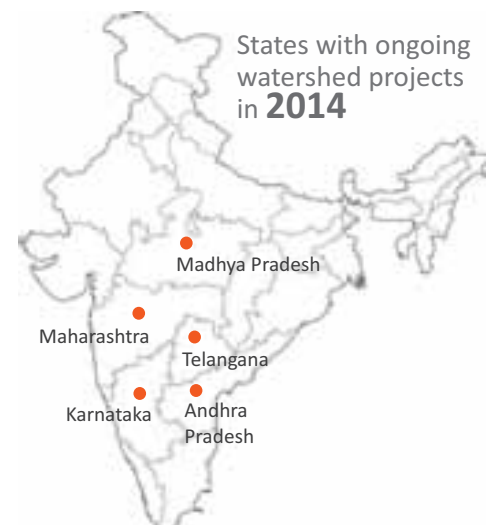 States with ongoing
watershed projects
in 2014
Madhya Pradesh
Maharashtra
Telangana
Karnataka
Andhra
Pradesh